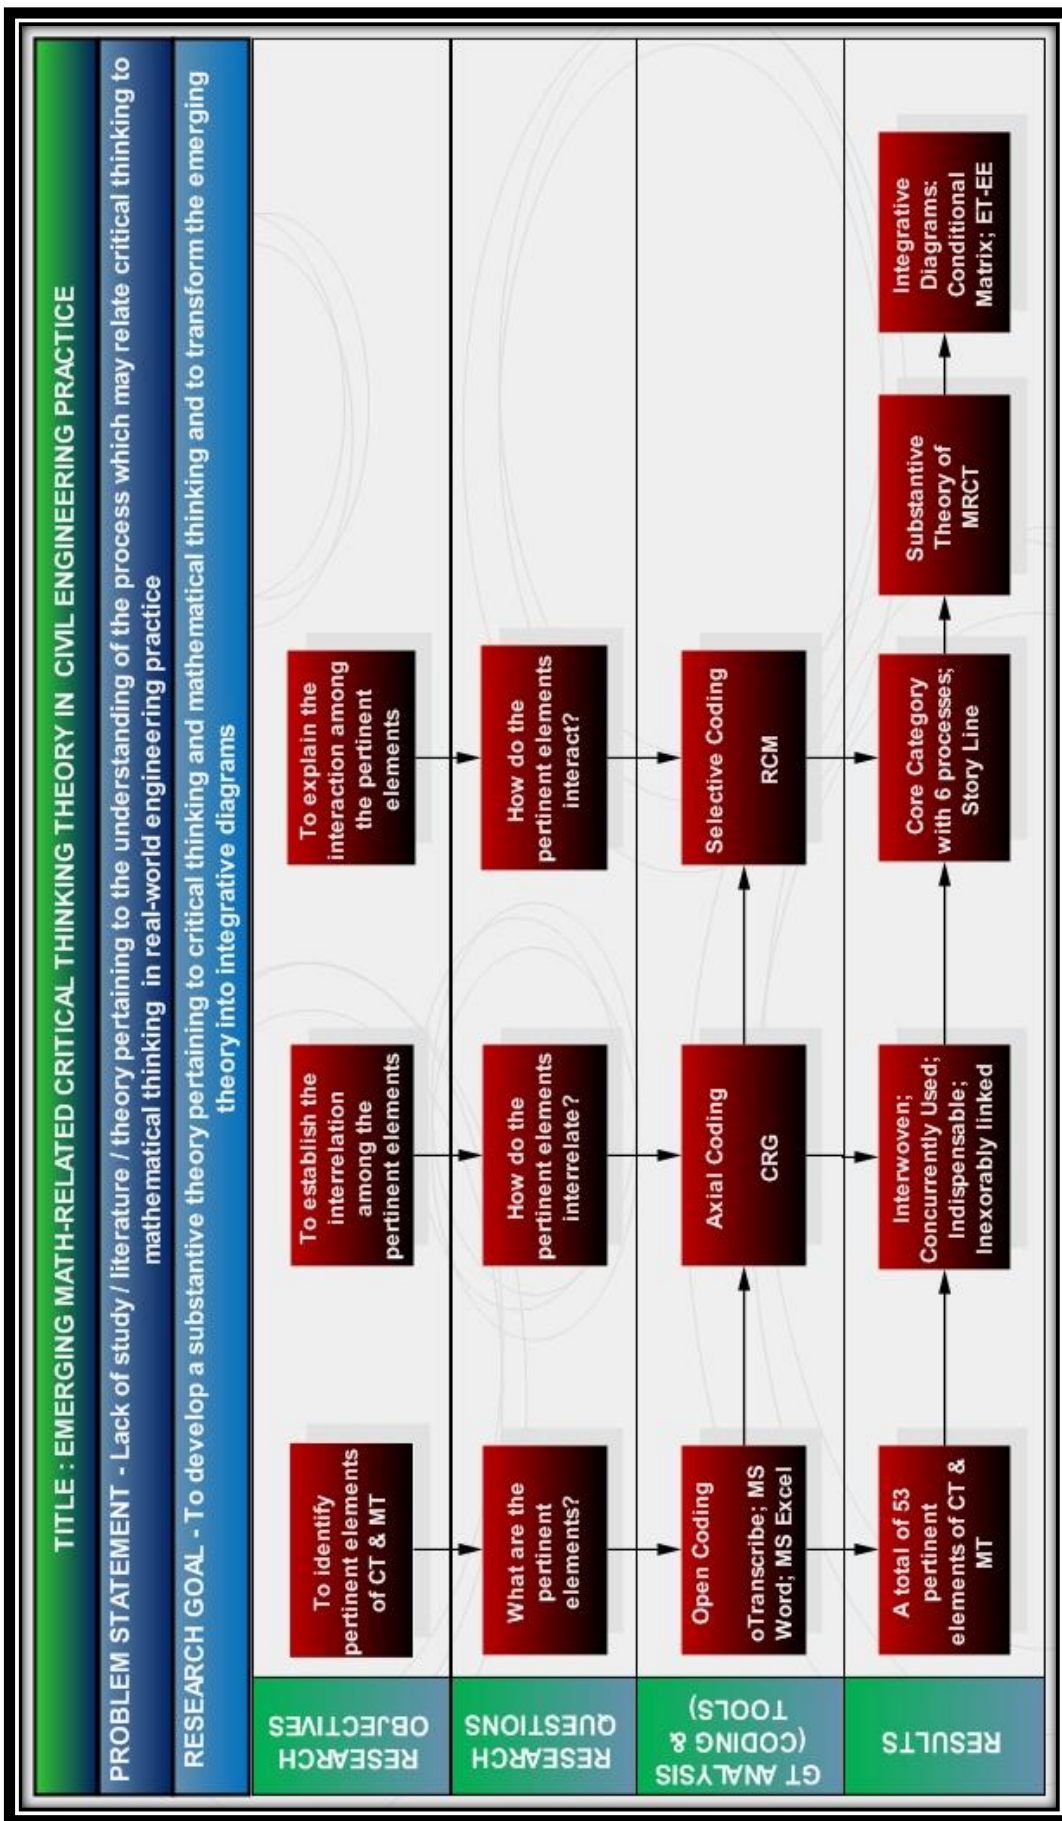 TITLE : EMERGING MATH-RELATED CRITICAL THINKING THEORY IN CIVIL ENGINEERING PRACTICE
PROBLEM STATEMENT - Lack of study / literature / theory pertaining to the understanding of the process which may relate critical thinking to
mathematical thinking in real-world engineering practice
RESEARCH GOAL - To develop a substantive theory pertaining to critical thinking and mathematical thinking and to transform the emerging
theory into integrative diagrams
RESEARCH
OBJECTIVES
To identify
pertinent elements
of CT & MT
To establish the
interrelation
among the
pertinent elements
To explain the
interaction among
the pertinent
elements
RESEARCH
QUESTIONS
What are the
pertinent
elements?
How do the
pertinent elements
interrelate?
How do the
pertinent elements
interact?
GT ANALYSIS
(CODING &
TOOLS)
Open Coding
oTranscribe; MS
Word; MS Excel
Axial Coding
CRG
Selective Coding
RCM
RESULTS
A total of 53
pertinent
elements of CT &
MT
Interwoven;
Concurrently Used;
Indispensable;
Inexorably linked
Core Category
with 6 processes;
Story Line
Substantive
Theory of
MRCT
Integrative
Diagrams:
Conditional
Matrix; ET-EE